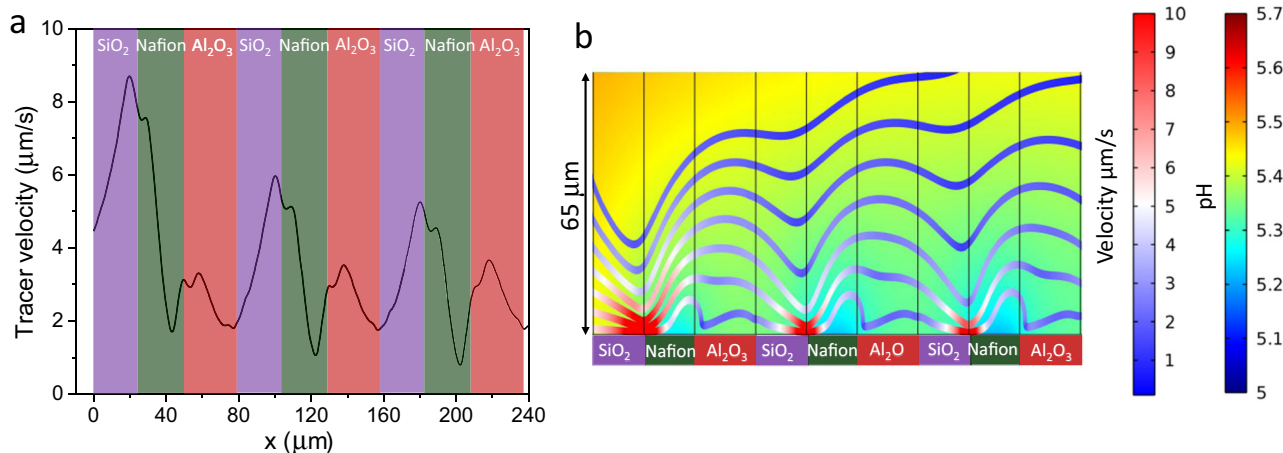 a
10
8
6
4
2
0
Tracer velocity (μm/s)
SiO₂ Nafion Al₂O₃ SiO₂ Nafion Al₂O₃ SiO₂ Nafion Al₂O₃
0 40 80 120 160 200 240
x (μm)
b
65 μm
SiO₂ Nafion Al₂O₃ SiO₂ Nafion Al₂O SiO₂ Nafion Al₂O₃
Velocity μm/s
10
9
8
7
6
5
4
3
2
1
pH
5.7
5.6
5.5
5.4
5.3
5.2
5.1
5